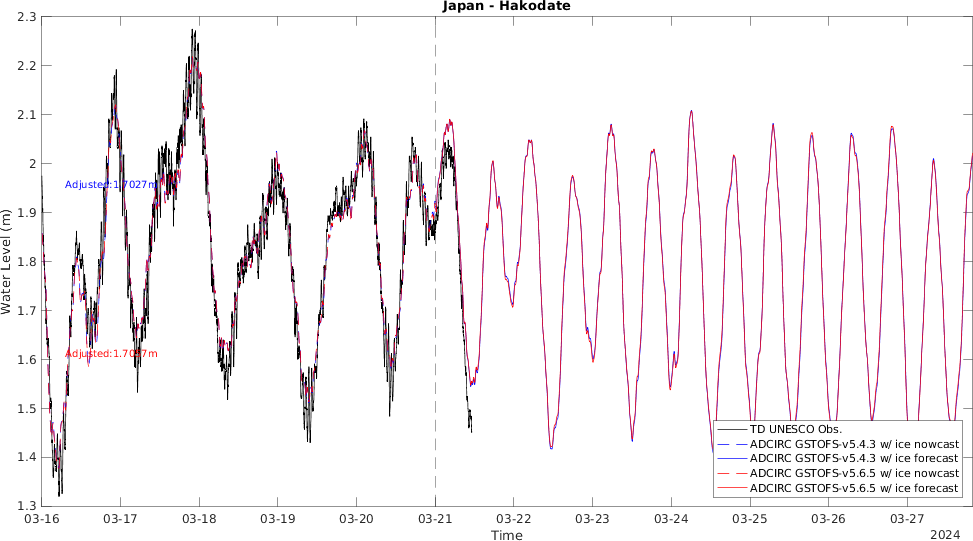 Japan - Hakodate
2.3
2.2
2.1
2
1.9
1.8
1.7
1.6
1.5
1.4
1.3
Water Level (m)
Adjusted:1.7027m
TD UNESCO Obs.
ADCIRC GSTOFS-v5.4.3 w/ ice nowcast
ADCIRC GSTOFS-v5.4.3 w/ ice forecast
ADCIRC GSTOFS-v5.6.5 w/ ice nowcast
ADCIRC GSTOFS-v5.6.5 w/ ice forecast
03-16 03-17 03-18 03-19 03-20 03-21 03-22 03-23 03-24 03-25 03-26 03-27
Time
2024